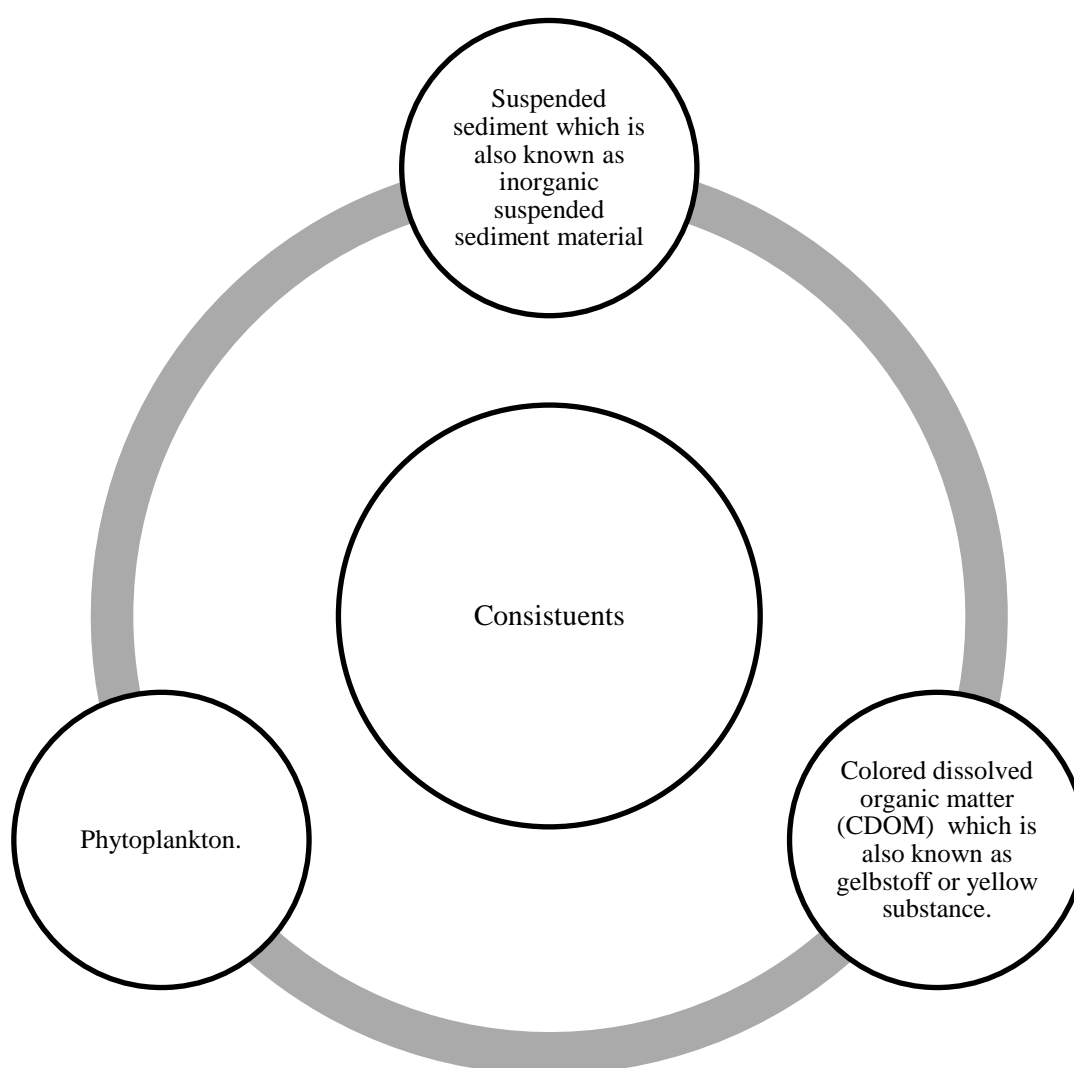 Suspended
sediment which is
also known as
inorganic
suspended
sediment material
Consistuents
Phytoplankton.
Colored dissolved
organic matter
(CDOM)  which is
also known as
gelbstoff or yellow
substance.